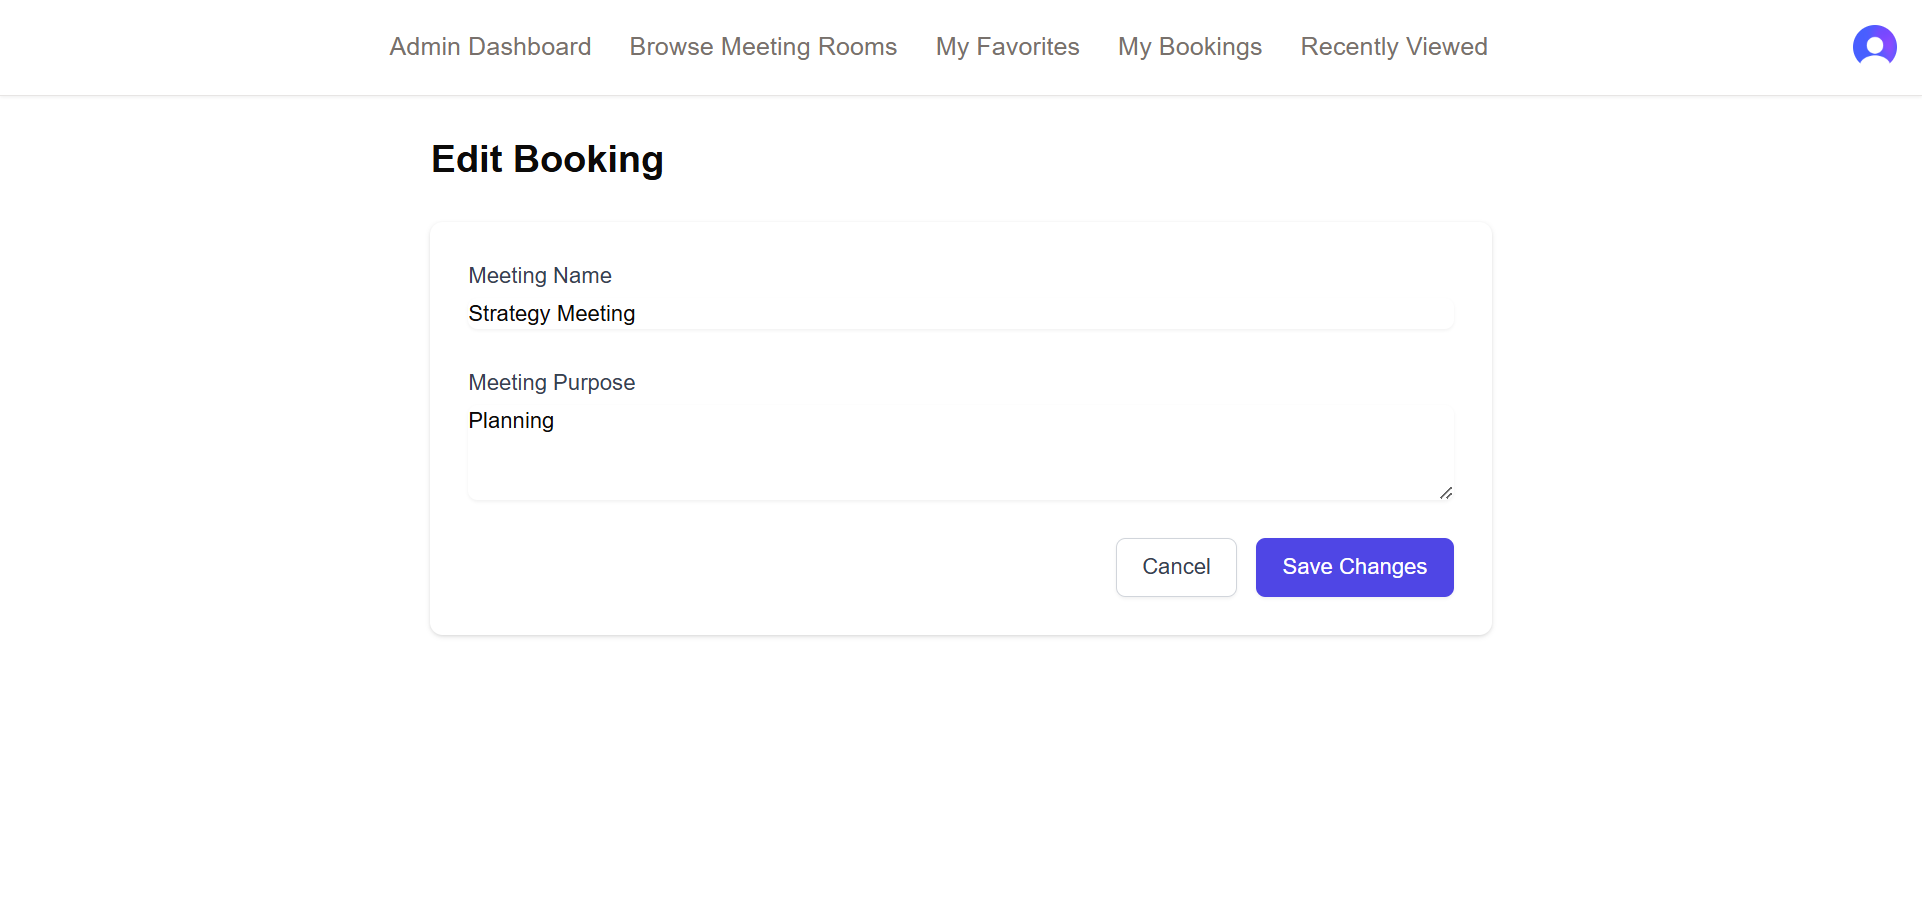 Admin Dashboard Browse Meeting Rooms My Favorites My Bookings Recently Viewed
Edit Booking
Meeting Name
Strategy Meeting
Meeting Purpose
Planning
Cancel Save Changes